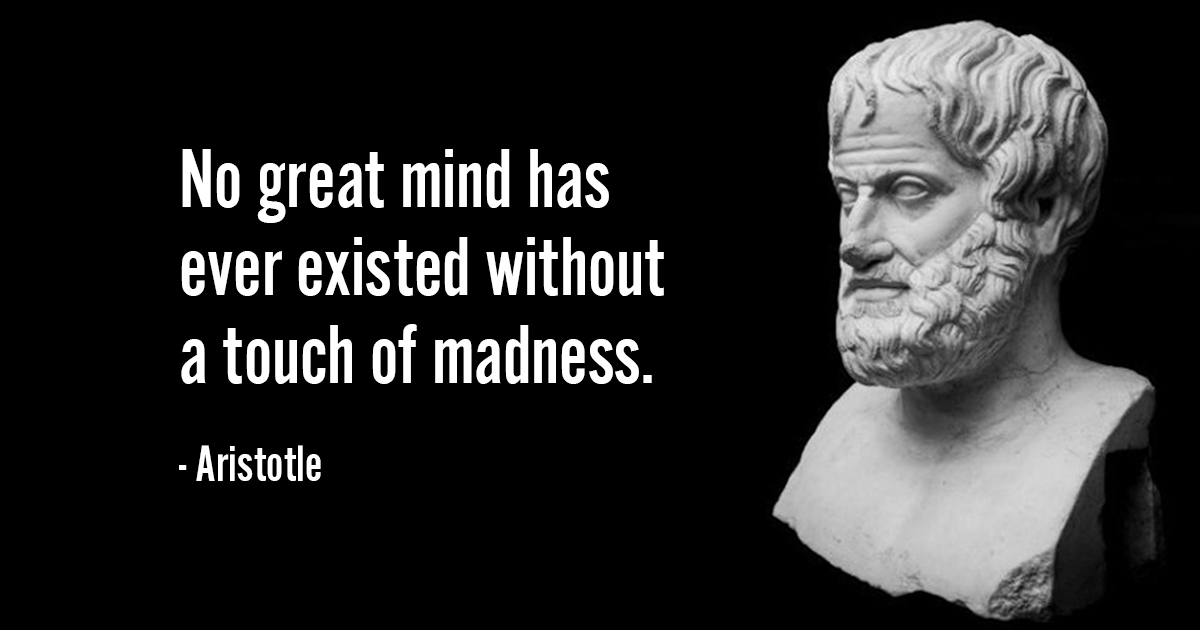 No great mind has
ever existed without
a touch of madness.
- Aristotle